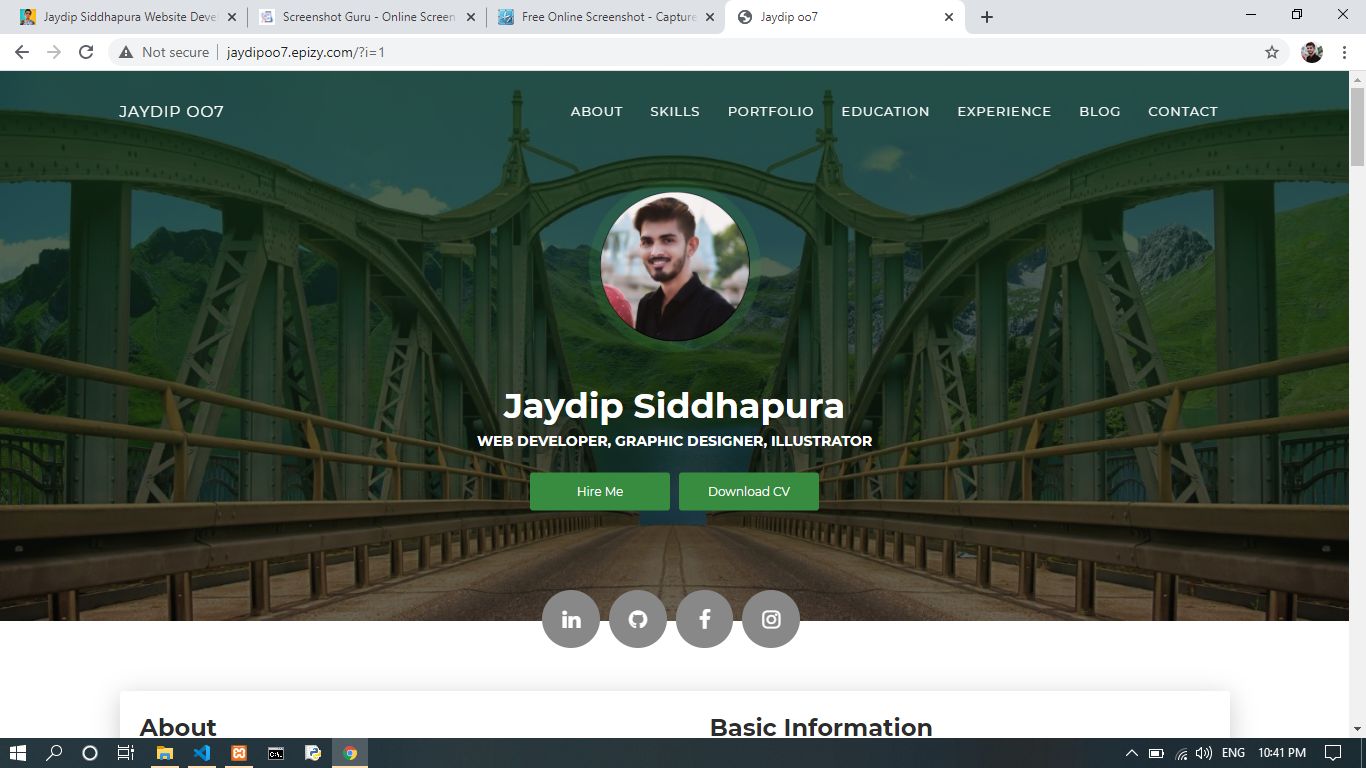 Jaydip Siddhapura Website Deve
Screenshot Guru - Online Screen
Free Online Screenshot - Capture
Jaydip oo7
Not secure
jaydipoo7.epizy.com/?i=1
JAYDIP OO7
ABOUT
SKILLS
PORTFOLIO
EDUCATION
EXPERIENCE
BLOG
CONTACT
Jaydip Siddhapura
WEB DEVELOPER, GRAPHIC DESIGNER, ILLUSTRATOR
Hire Me
Download CV
About
Basic Information
ENG
10:41 PM